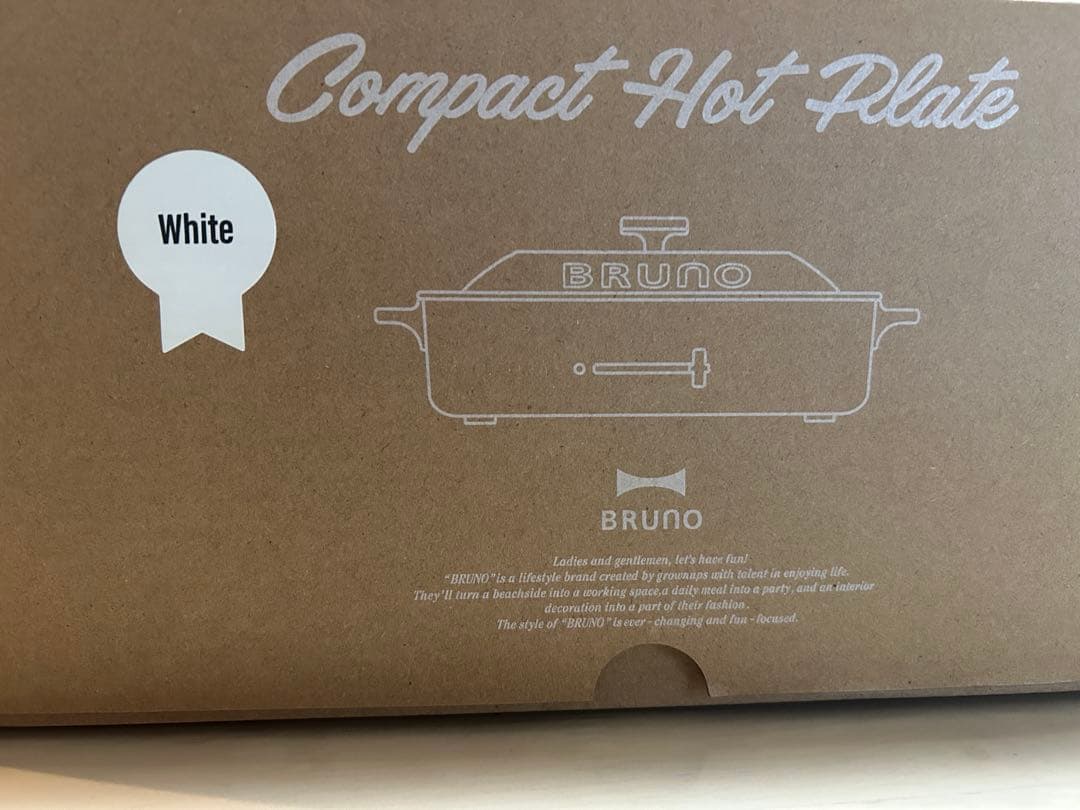 Compact Hot Plate
White
BRUNO
BRUNO
Ladies and gentlemen, let's have fun!
"BRUNO" is a lifestyle brand created by grownups with talent in enjoying life.
They'll turn a beachside into a working space,a daily meal into a party, and an interior
decoration into a part of their fashion.
The style of "BRUNO" is ever-changing and fun-focused.